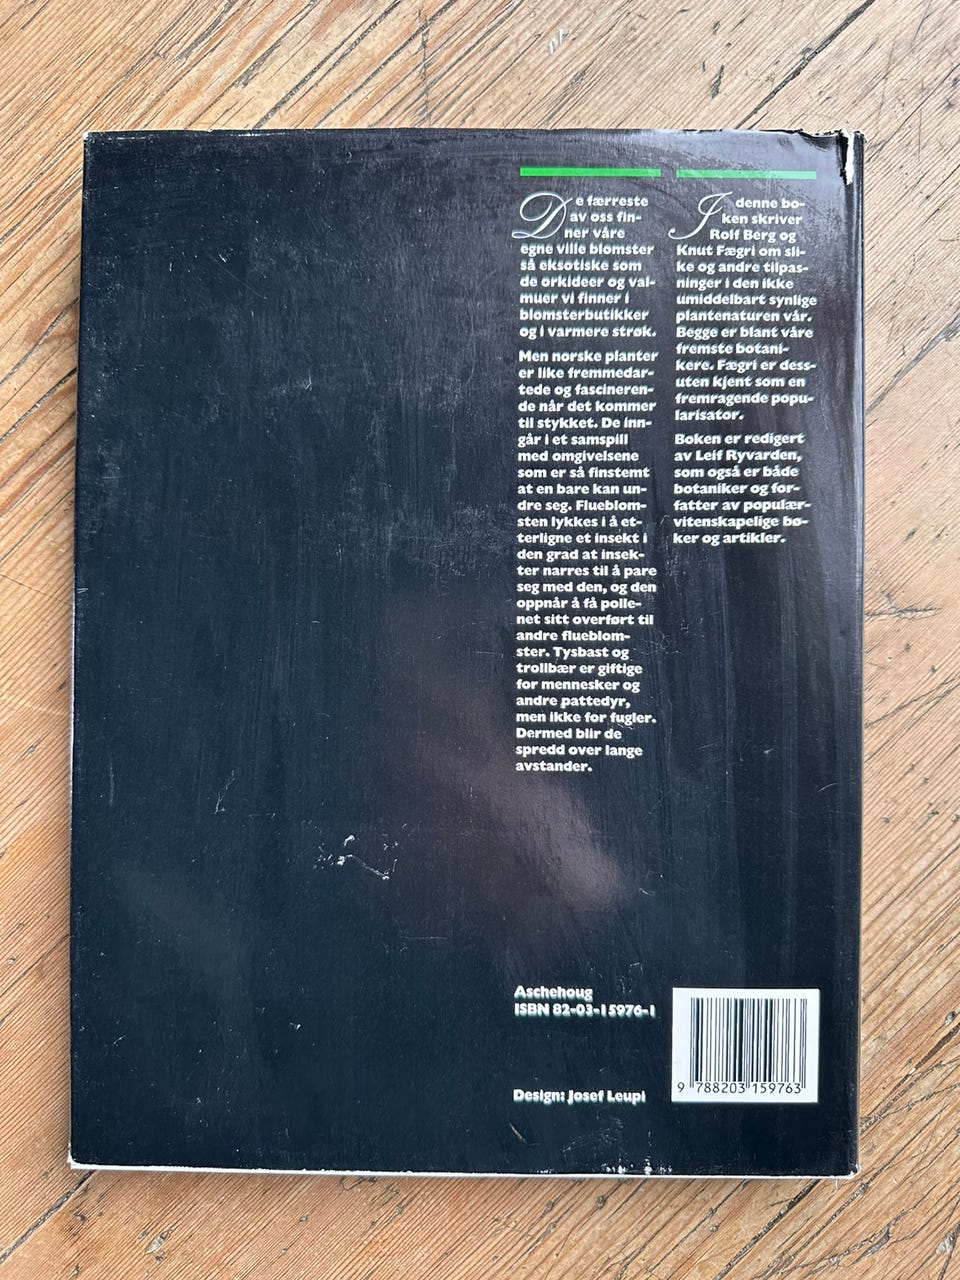 De færreste
av oss fin-
ner våre
egne ville blomster
så eksotiske som
de orkideer og val-
muer vi finner i
blomsterbutikker
og i varmere strøk.
Men norske planter
er like fremmedar-
tede og fascineren-
de når det kommer
til stykket. De inn-
går i et samspill
med omgivelsene
som er så finstemt
at en bare kan un-
dre seg. Flueblom-
sten lykkes i å et-
terligne et insekt i
den grad at insek-
ter narres til å pare
seg med den, og den
oppnår å få polle-
net sitt overført til
andre flueblom-
ster. Tysbast og
trollbær er giftige
for mennesker og
andre pattedyr,
men ikke for fugler.
Dermed blir de
spredd over lange
avstander.
I denne bo-
ken skriver
Rolf Berg og
Knut Fægri om sli-
ke og andre tilpas-
ninger i den ikke
umiddelbart synlige
plantenaturen vår.
Begge er blant våre
fremste botani-
kere. Fægri er dess-
uten kjent som en
fremragende popu-
larisator.
Boken er redigert
av Leif Ryvarden,
som også er både
botaniker og for-
fatter av populær-
vitenskapelige bø-
ker og artikler.
Aschehoug
ISBN 82-03-15976-1
Design: Josef Leupi
9 788203 159763